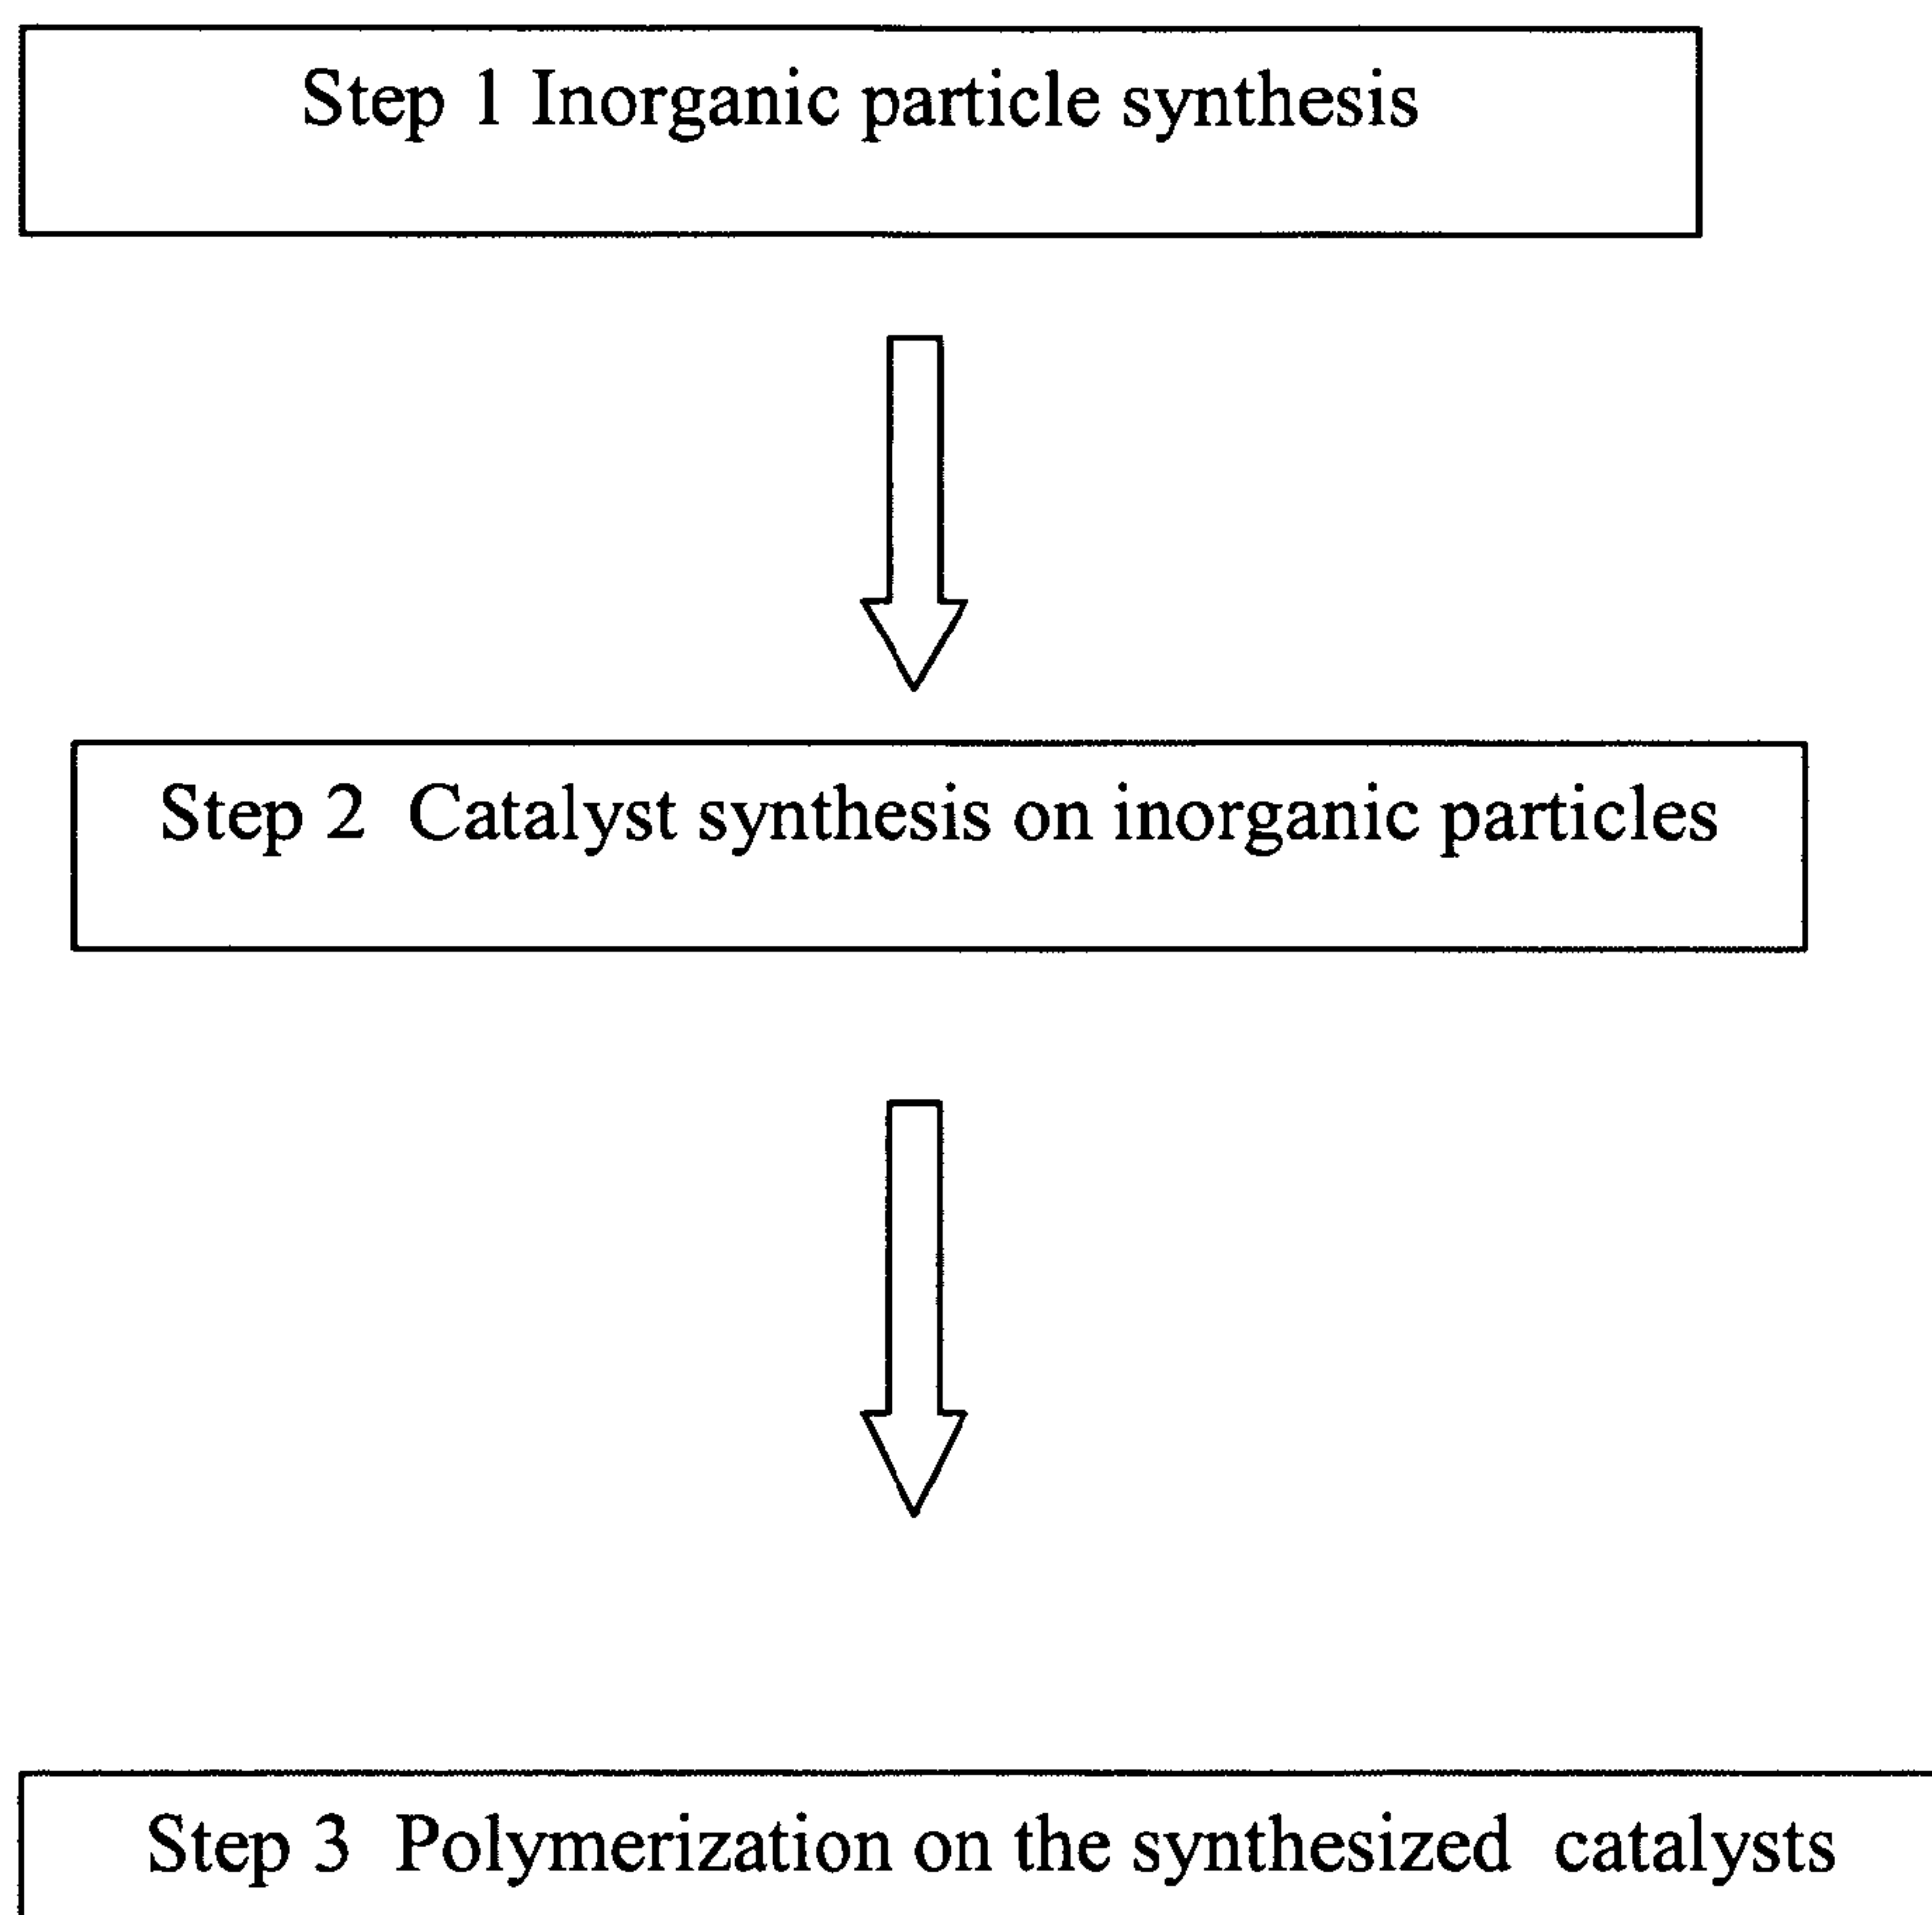 Step 1 Inorganic particle synthesis
Step 2 Catalyst synthesis on inorganic particles
Step 3 Polymerization on the synthesized catalysts